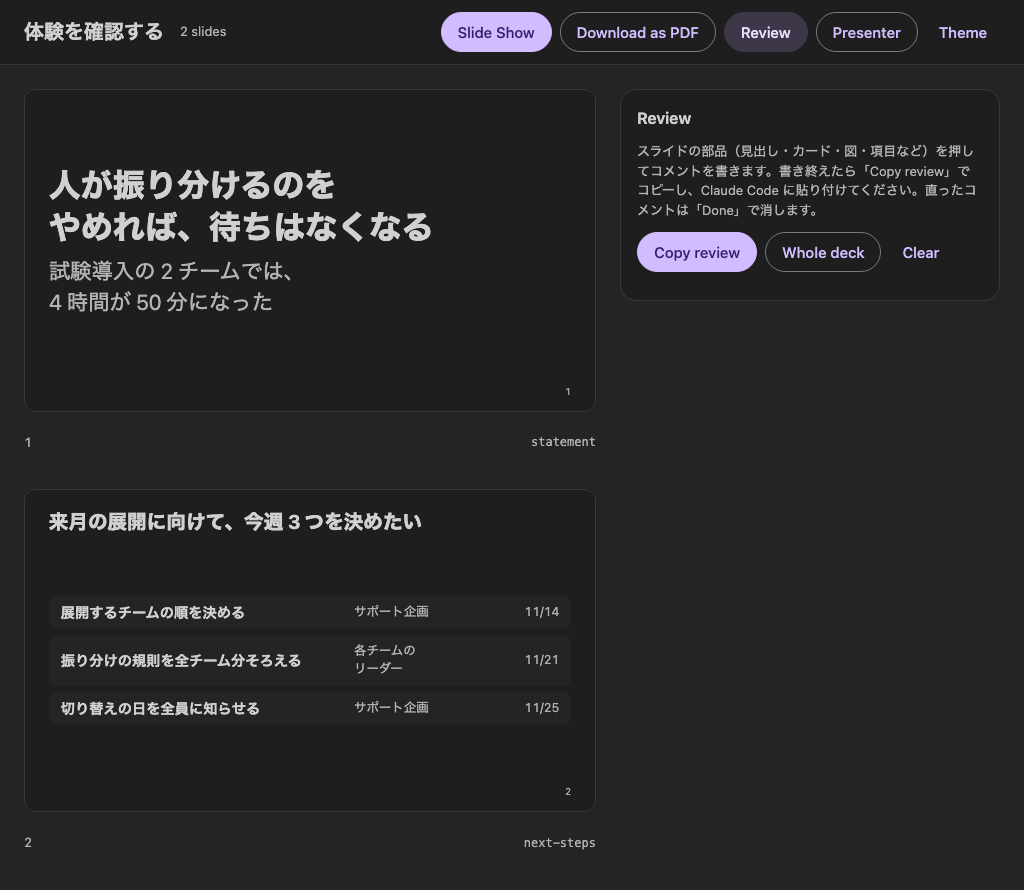 体験を確認する 2 slides Slide Show Download as PDF Review Presenter Theme
人が振り分けるのを
やめれば、待ちはなくなる
試験導入の 2 チームでは、
4 時間が 50 分になった
1
1 statement
Review
スライドの部品（見出し・カード・図・項目など）を押し
てコメントを書きます。書き終えたら「Copy review」で
コピーし、Claude Code に貼り付けてください。直ったコ
メントは「Done」で消します。
Copy review Whole deck Clear
来月の展開に向けて、今週 3 つを決めたい
展開するチームの順を決める サポート企画 11/14
振り分けの規則を全チーム分そろえる 各チームの
リーダー 11/21
切り替えの日を全員に知らせる サポート企画 11/25
2
2 next-steps